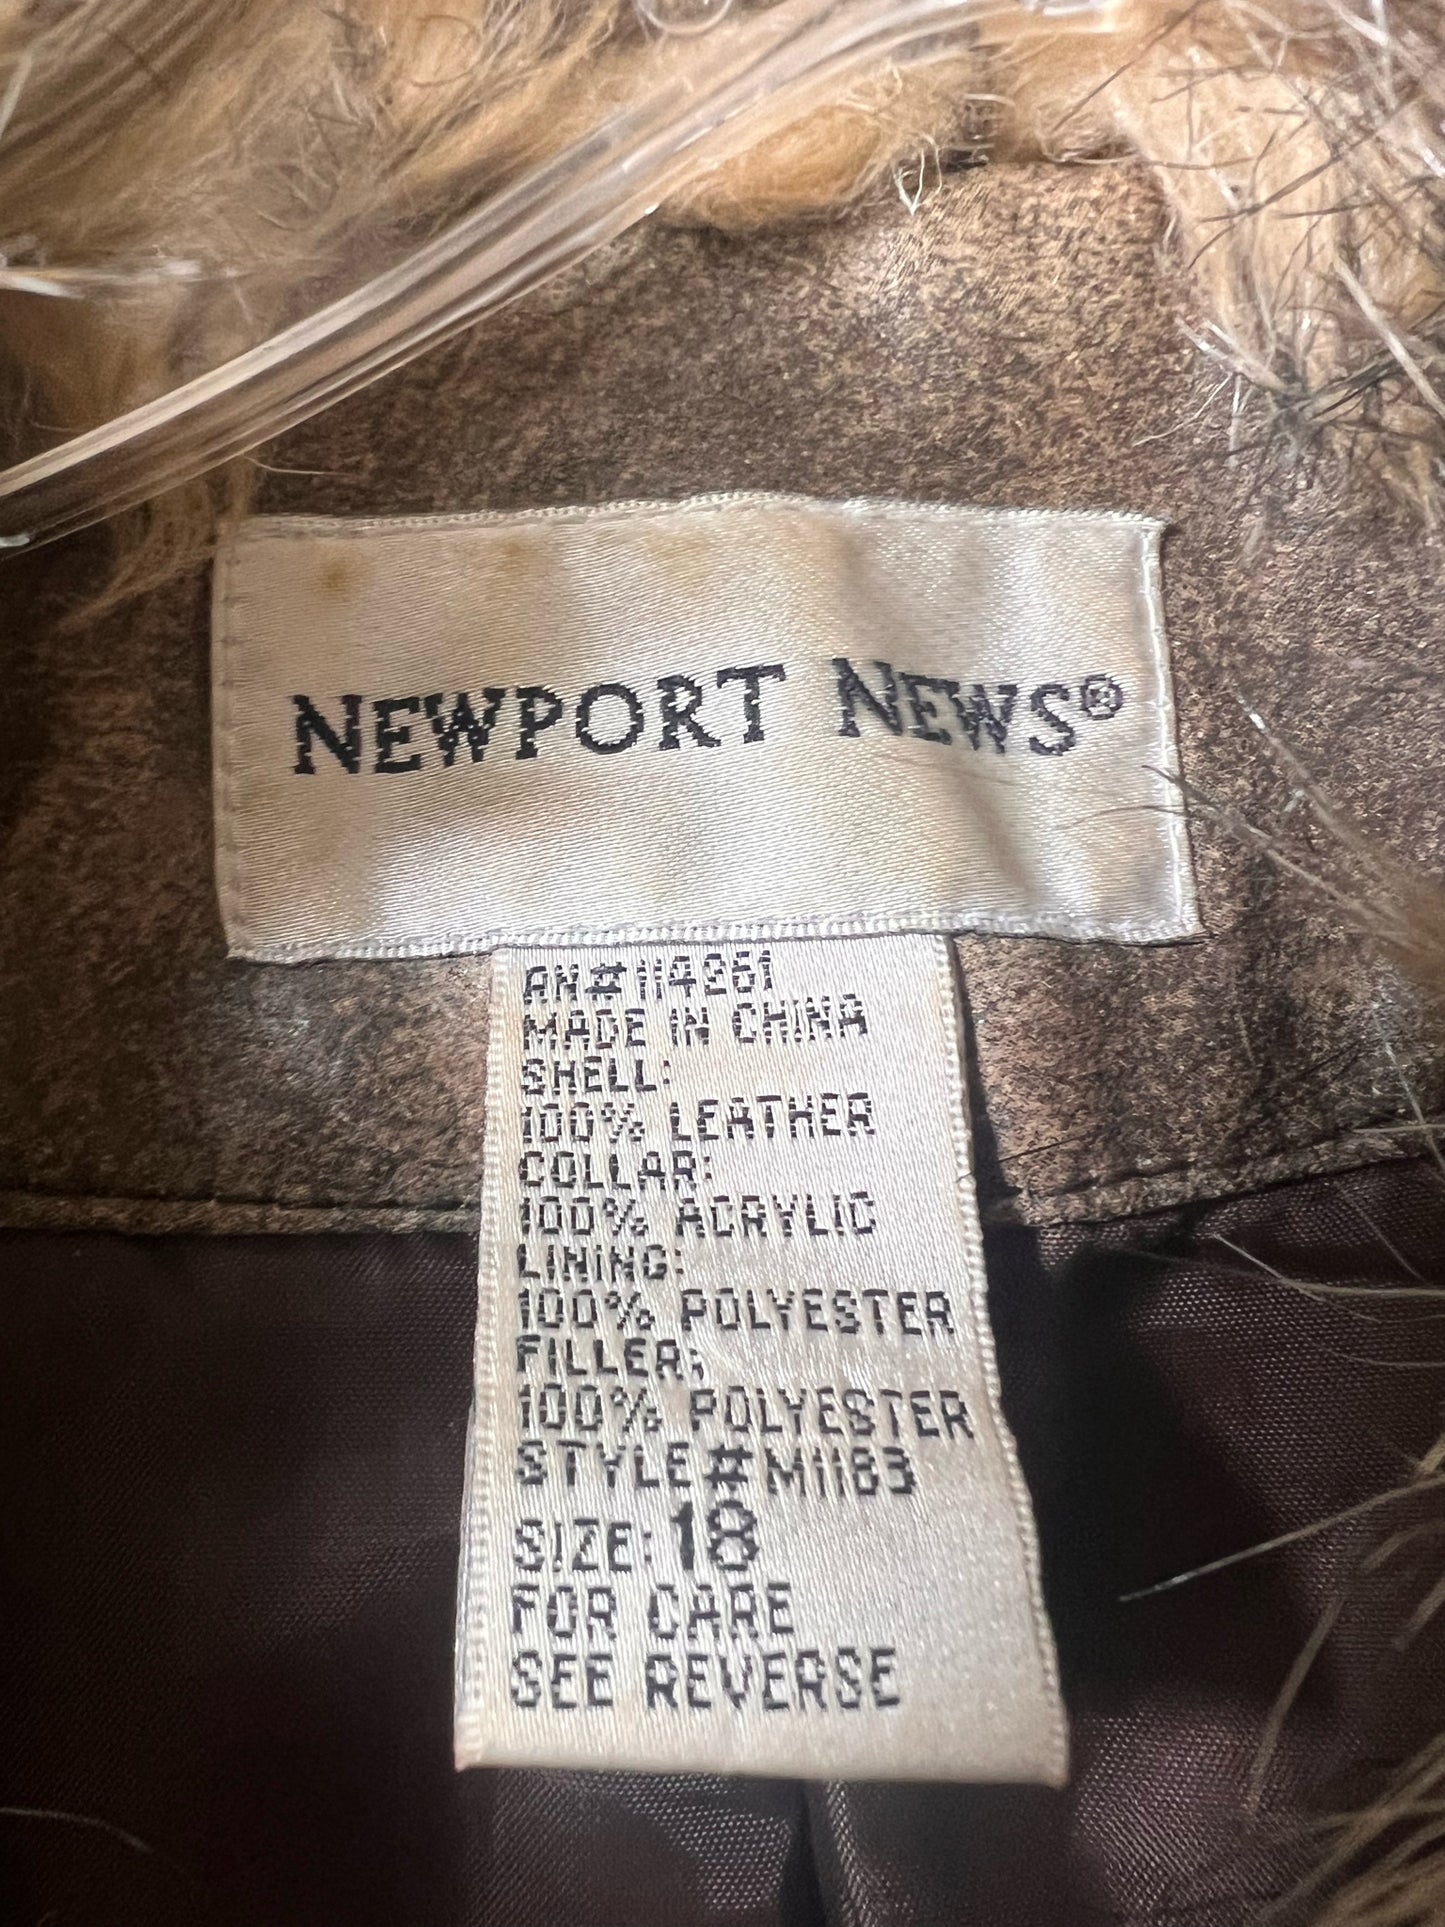 NEWPORT NEWS®
AN#114261
MADE IN CHINA
SHELL:
100% LEATHER
COLLAR:
100% ACRYLIC
LINING:
100% POLYESTER
FILLER:
100% POLYESTER
STYLE#M1183
SIZE: 18
FOR CARE
SEE REVERSE